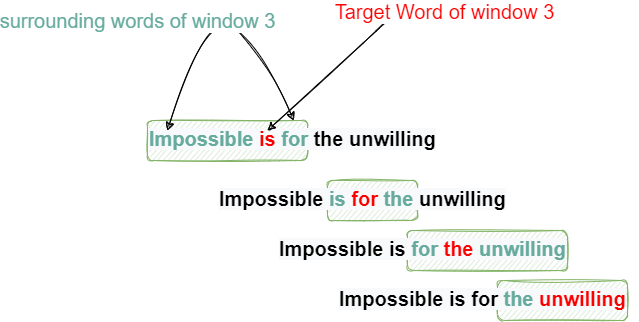 surrounding words of window 3
Target Word of window 3
Impossible is for the unwilling
Impossible is for the unwilling
Impossible is for the unwilling
Impossible is for the unwilling